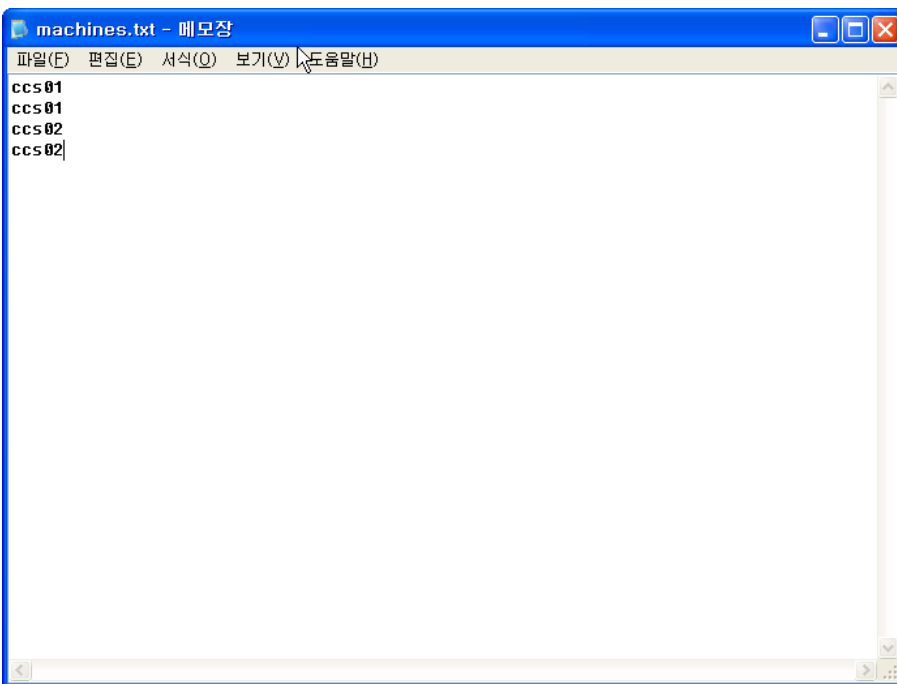 machines.txt - 메모장
파일(F) 편집(E) 서식(O) 보기(V) 도움말(H)
ccs01
ccs01
ccs02
ccs02